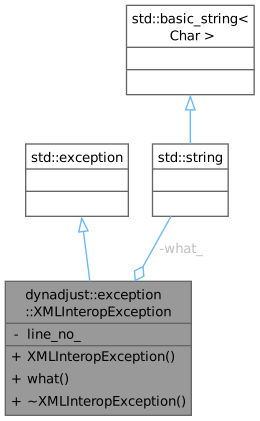 std::basic_string<
Char >
std::exception
std::string
-what_
dynadjust::exception
::XMLInteropException
- line_no_
+ XMLInteropException()
+ what()
+ ~XMLInteropException()